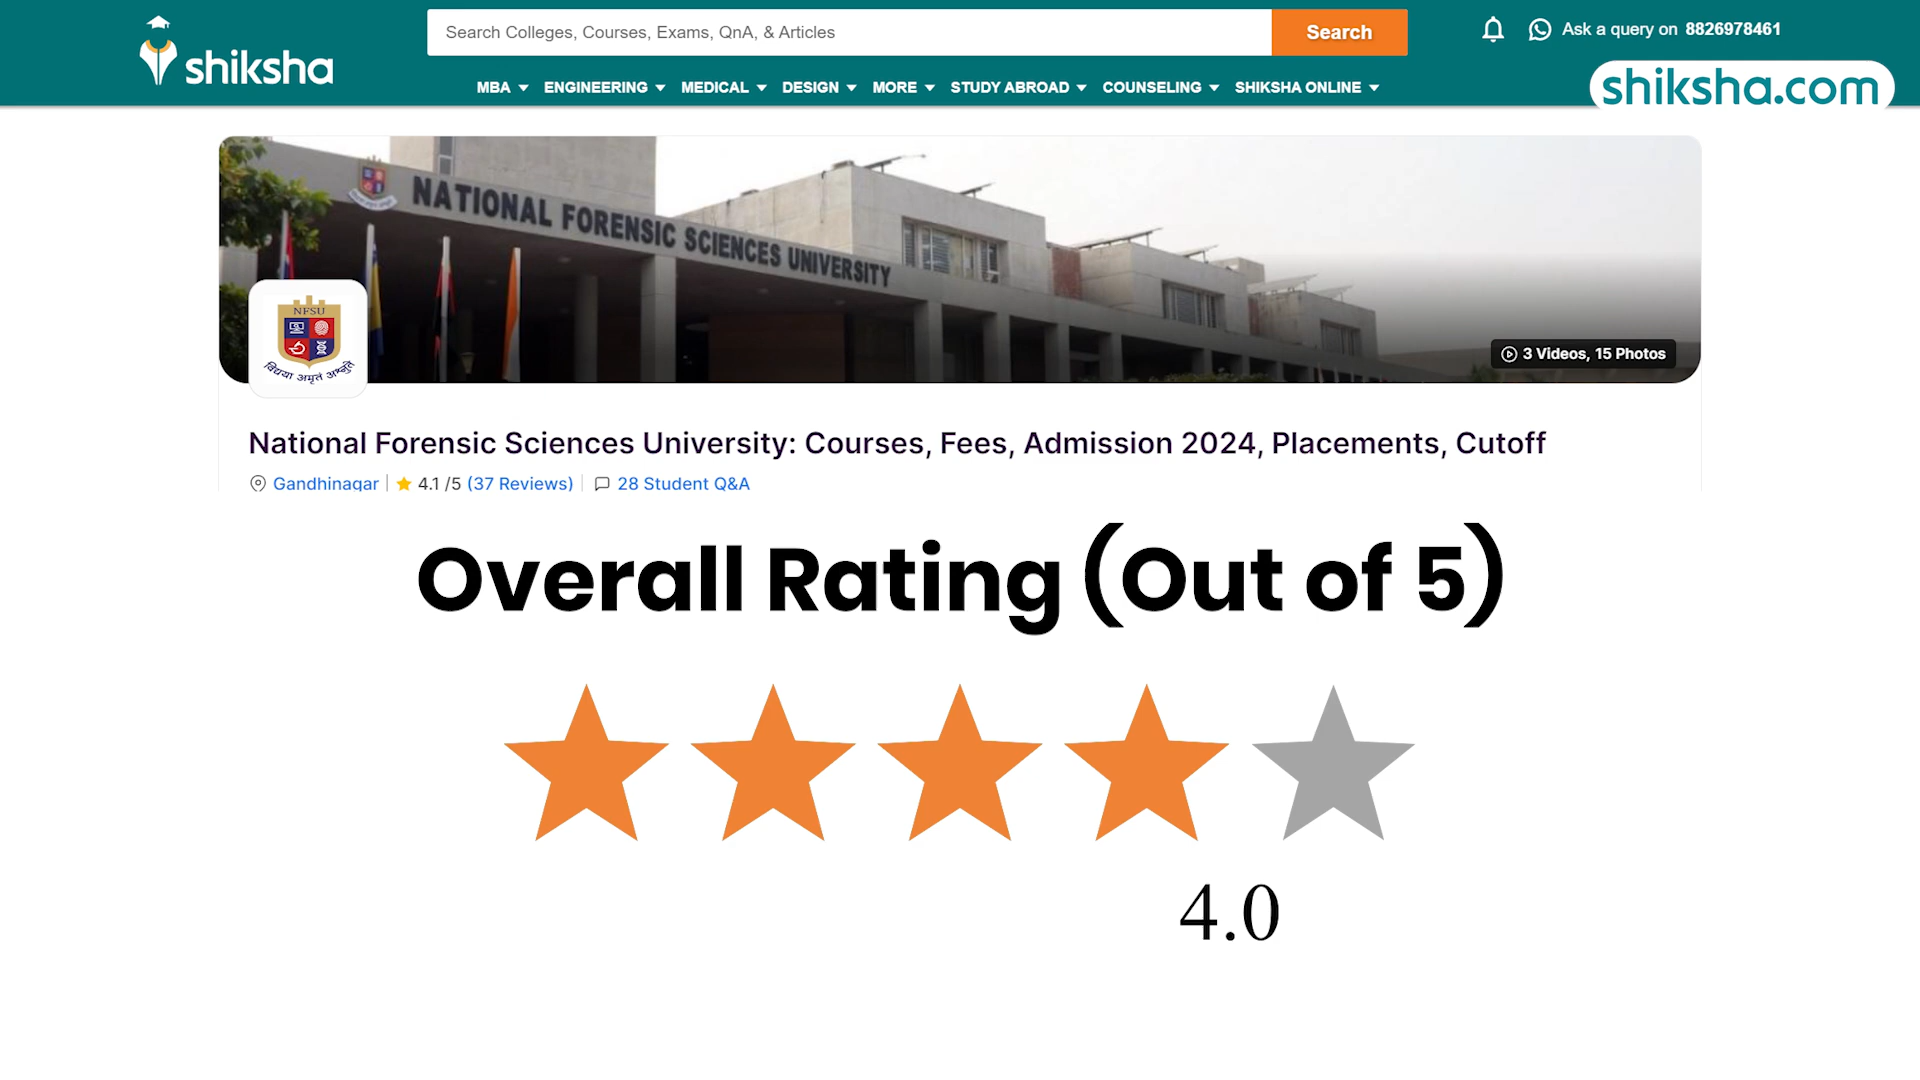 shiksha
Search Colleges, Courses, Exams, QnA, & Articles
Search
Ask a query on 8826978461
MBA ENGINEERING MEDICAL DESIGN MORE STUDY ABROAD COUNSELING SHIKSHA ONLINE
shiksha.com
NATIONAL FORENSIC SCIENCES UNIVERSITY
NFSU
विद्यया अमृतं अश्नुते
3 Videos, 15 Photos
National Forensic Sciences University: Courses, Fees, Admission 2024, Placements, Cutoff
Gandhinagar 4.1 /5 (37 Reviews) 28 Student Q&A
Overall Rating (Out of 5)
4.0